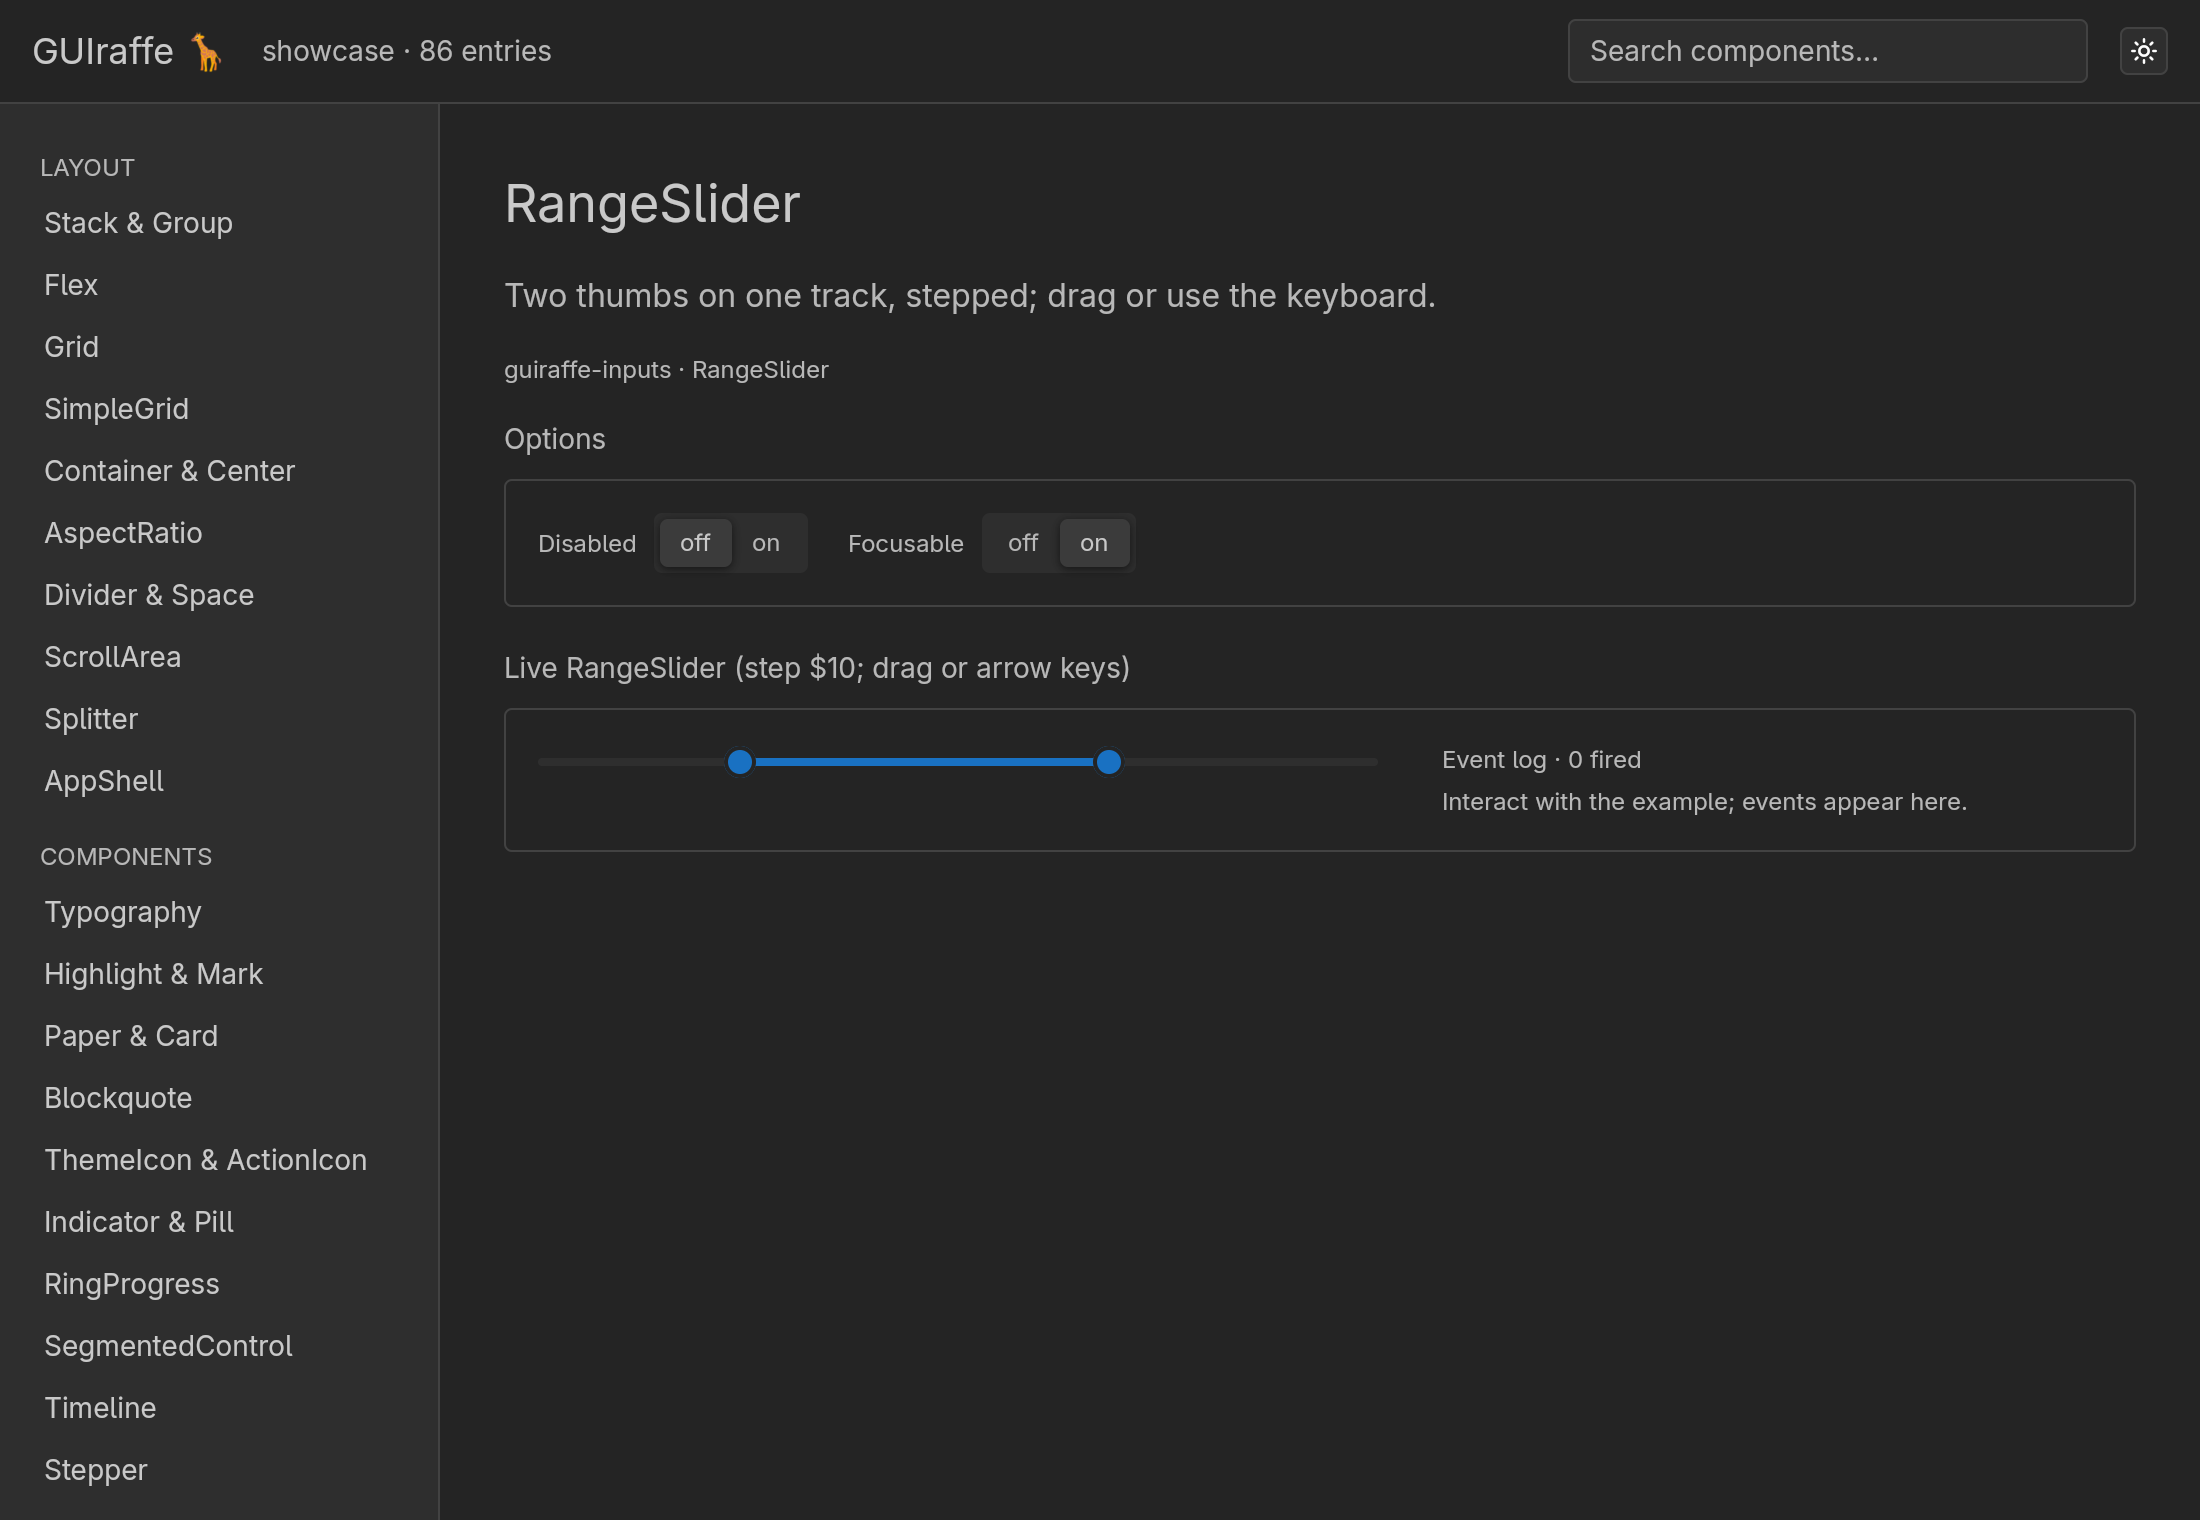 GUIraffe 🦒 showcase · 86 entries Search components...
LAYOUT
Stack & Group
Flex
Grid
SimpleGrid
Container & Center
AspectRatio
Divider & Space
ScrollArea
Splitter
AppShell
COMPONENTS
Typography
Highlight & Mark
Paper & Card
Blockquote
ThemeIcon & ActionIcon
Indicator & Pill
RingProgress
SegmentedControl
Timeline
Stepper
RangeSlider
Two thumbs on one track, stepped; drag or use the keyboard.
guiraffe-inputs · RangeSlider
Options
Disabled off on Focusable off on
Live RangeSlider (step $10; drag or arrow keys)
Event log · 0 fired
Interact with the example; events appear here.